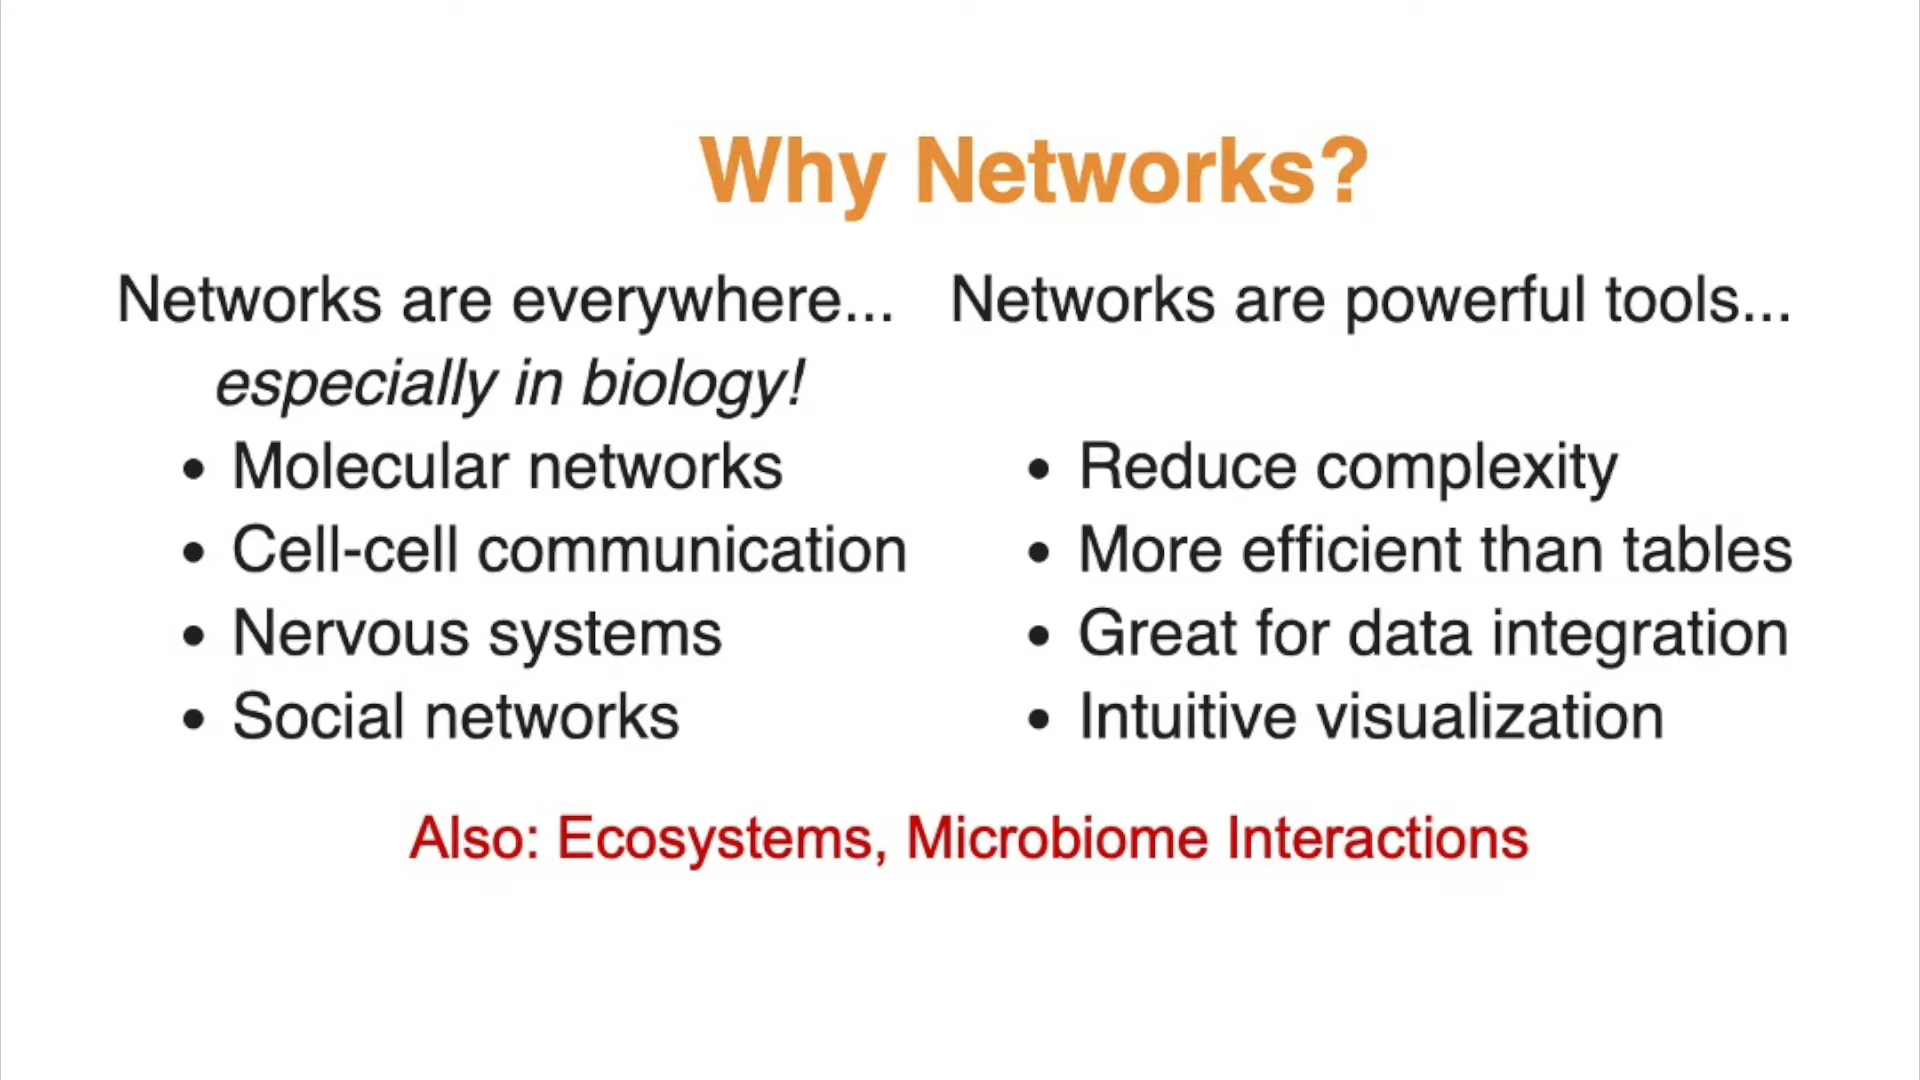 Why Networks?
Networks are everywhere...
especially in biology!
• Molecular networks
• Cell-cell communication
• Nervous systems
• Social networks
Networks are powerful tools...
• Reduce complexity
• More efficient than tables
• Great for data integration
• Intuitive visualization
Also: Ecosystems, Microbiome Interactions